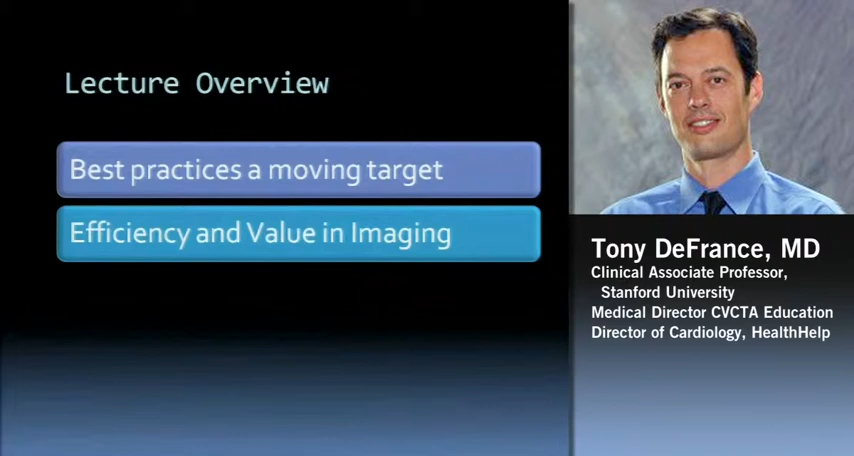 Lecture Overview
Best practices a moving target
Efficiency and Value in Imaging
Tony DeFrance, MD
Clinical Associate Professor,
Stanford University
Medical Director CVCTA Education
Director of Cardiology, HealthHelp